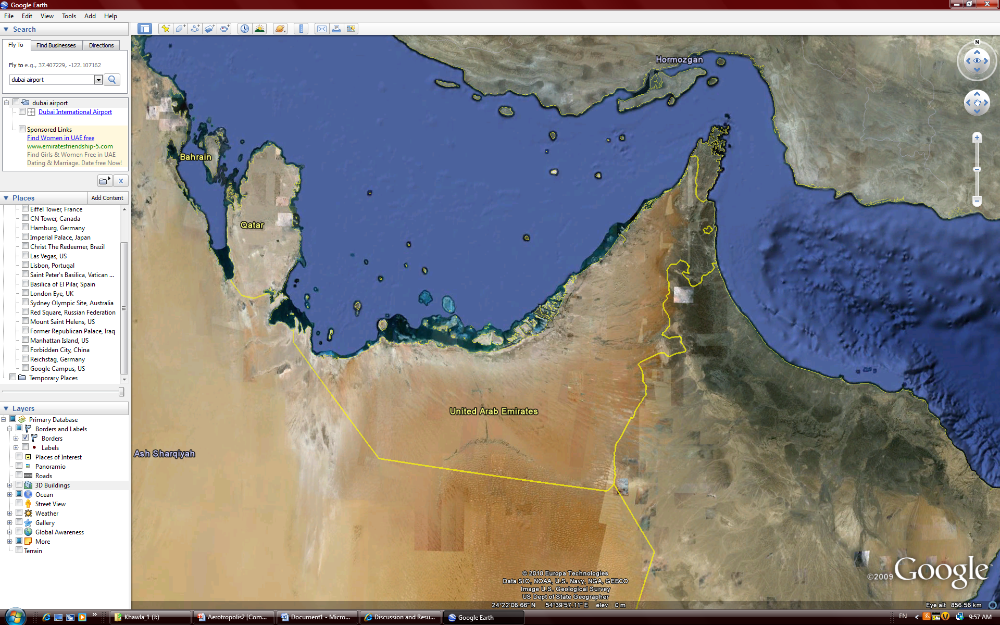 Google Earth
File Edit View Tools Add Help
Search
Fly To Find Businesses Directions
Fly to e.g., 37.407229, -122.107162
dubai airport
dubai airport
Dubai International Airport
Sponsored Links
Find Women in UAE free
www.emiratesfriendship-5.com
Find Girls & Women Free in UAE
Dating & Marriage. Date free Now!
Places Add Content
Eiffel Tower, France
CN Tower, Canada
Hamburg, Germany
Imperial Palace, Japan
Christ The Redeemer, Brazil
Las Vegas, US
Lisbon, Portugal
Saint Peter's Basilica, Vatican ...
Basilica of El Pilar, Spain
London Eye, UK
Sydney Olympic Site, Australia
Red Square, Russian Federation
Mount Saint Helens, US
Former Republican Palace, Iraq
Manhattan Island, US
Forbidden City, China
Reichstag, Germany
Google Campus, US
Temporary Places
Layers
Primary Database
Borders and Labels
Borders
Labels
Places of Interest
Panoramio
Roads
3D Buildings
Ocean
Street View
Weather
Gallery
Global Awareness
More
Terrain
N
Hormozgan
Bahrain
Qatar
United Arab Emirates
Ash Sharqiyah
© 2010 Europa Technologies
Data SIO, NOAA, U.S. Navy, NGA, GEBCO
Image U.S. Geological Survey
US Dept of State Geographer
©2009 Google
24°22'06.66" N 54°39'57.11" E elev 0 m
Eye alt 856.56 km
Khawla_1 (J:) Aerotropolis2 [Com... Document1 - Micro... Discussion and Resu... Google Earth
EN 9:57 AM